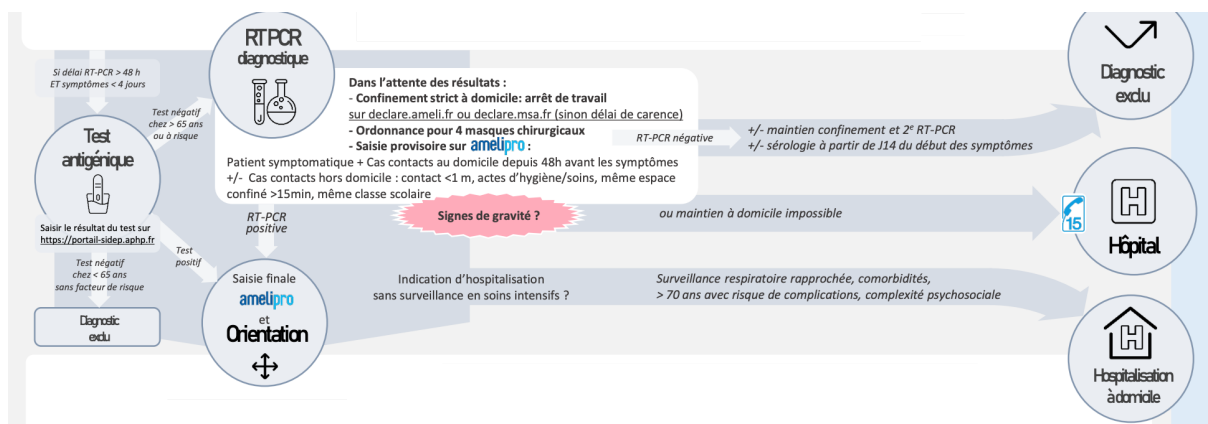 RT PCR
diagnostique
Si délai RT-PCR > 48 h
ET symptômes < 4 jours
Test négatif
chez > 65 ans
ou à risque
Test
antigénique
Saisir le résultat du test sur
https://portail-sidep.aphp.fr
Test négatif
chez < 65 ans
sans facteur de risque
Diagnostic
exclu
Test
positif
Dans l'attente des résultats :
- Confinement strict à domicile: arrêt de travail
sur declare.ameli.fr ou declare.msa.fr (sinon délai de carence)
- Ordonnance pour 4 masques chirurgicaux
- Saisie provisoire sur amelipro :
Patient symptomatique + Cas contacts au domicile depuis 48h avant les symptômes
+/- Cas contacts hors domicile : contact <1 m, actes d'hygiène/soins, même espace
confiné >15min, même classe scolaire
RT-PCR négative
+/- maintien confinement et 2e RT-PCR
+/- sérologie à partir de J14 du début des symptômes
Diagnostic
exclu
RT-PCR
positive
Signes de gravité ?
ou maintien à domicile impossible
15
H
Hôpital
Saisie finale
amelipro
et
Orientation
Indication d'hospitalisation
sans surveillance en soins intensifs ?
Surveillance respiratoire rapprochée, comorbidités,
> 70 ans avec risque de complications, complexité psychosociale
H
Hospitalisation
à domicile